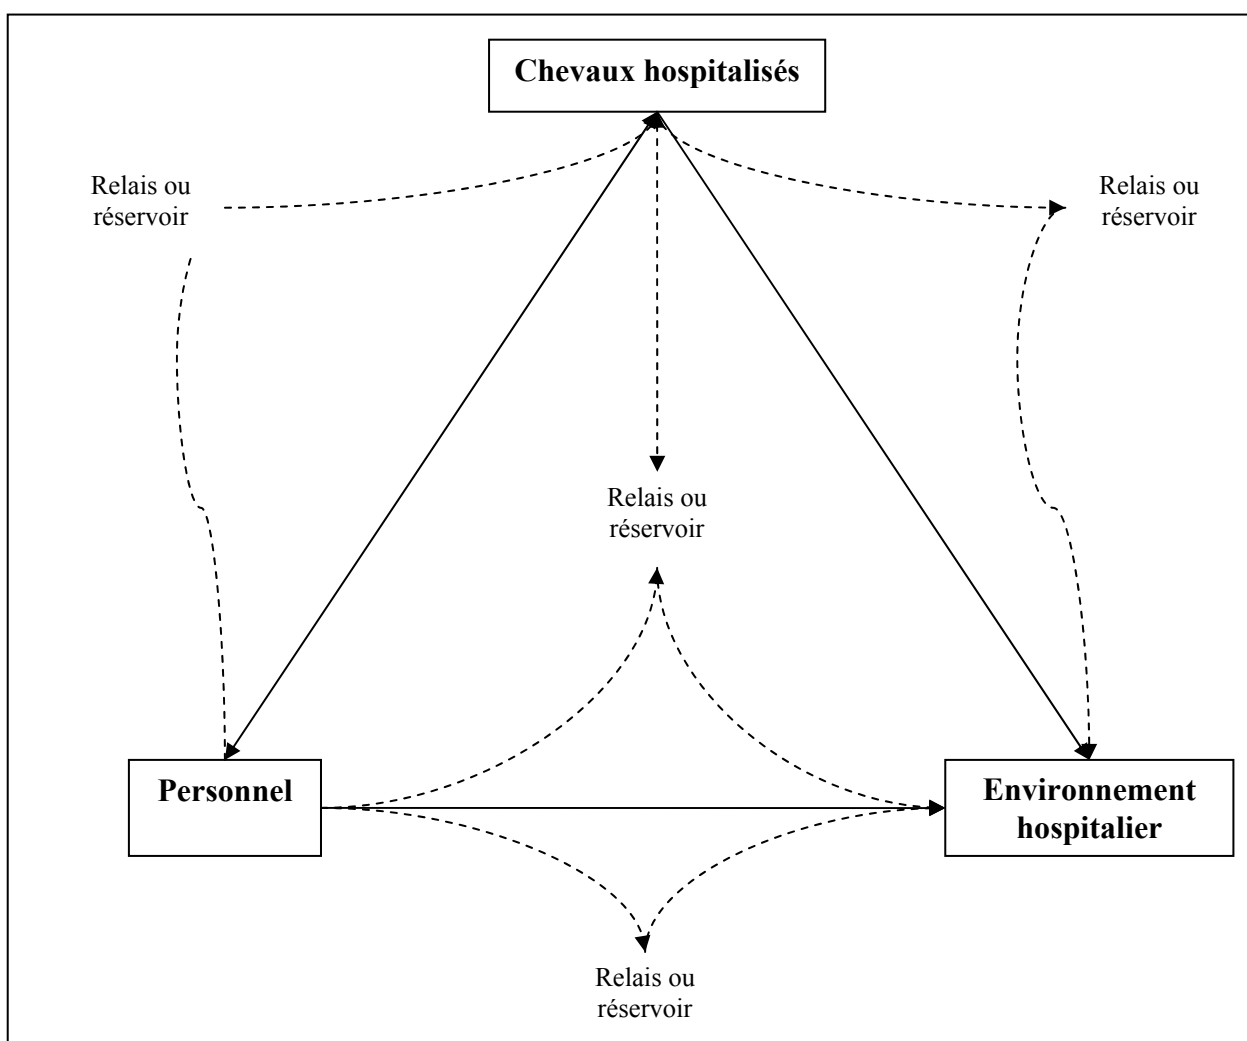 Chevaux hospitalisés
Relais ou
réservoir
Relais ou
réservoir
Relais ou
réservoir
Personnel
Environnement
hospitalier
Relais ou
réservoir